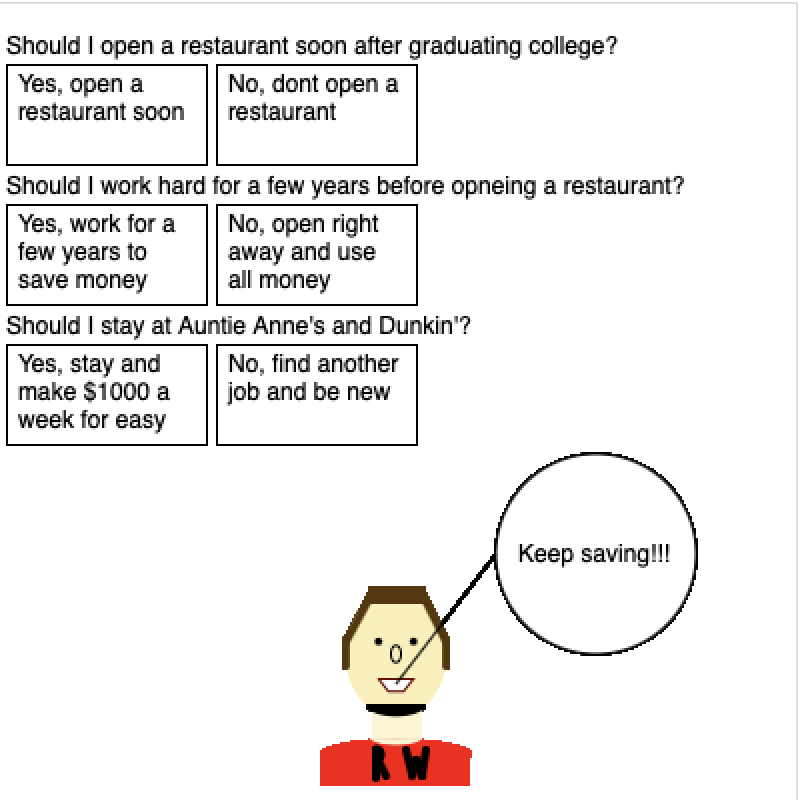 Should I open a restaurant soon after graduating college?
Yes, open a
restaurant soon
No, dont open a
restaurant
Should I work hard for a few years before opneing a restaurant?
Yes, work for a
few years to
save money
No, open right
away and use
all money
Should I stay at Auntie Anne's and Dunkin'?
Yes, stay and
make $1000 a
week for easy
No, find another
job and be new
Keep saving!!!
R W